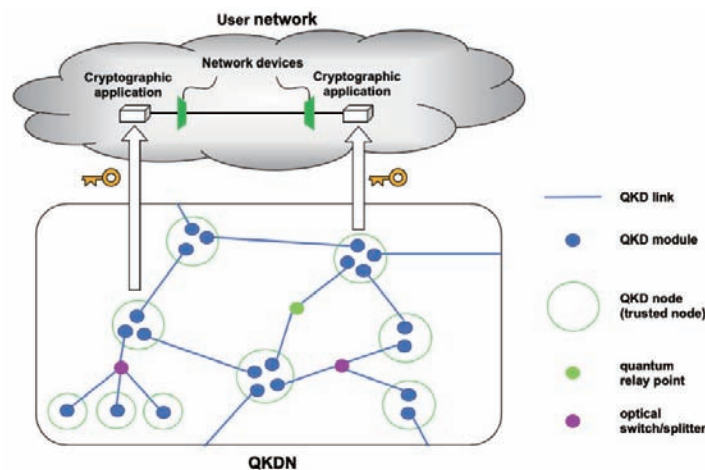 User network
Network devices
Cryptographic
application
Cryptographic
application
QKD link
QKD module
QKD node
(trusted node)
quantum
relay point
optical
switch/splitter
QKDN